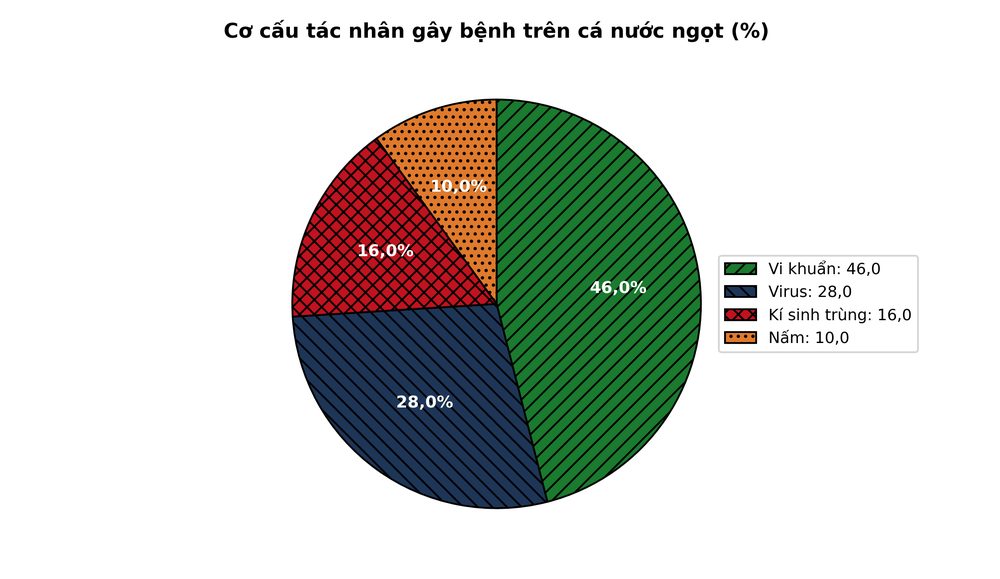 Cơ cấu tác nhân gây bệnh trên cá nước ngọt (%)
10,0%
16,0%
46,0%
28,0%
Vi khuẩn: 46,0
Virus: 28,0
Kí sinh trùng: 16,0
Nấm: 10,0